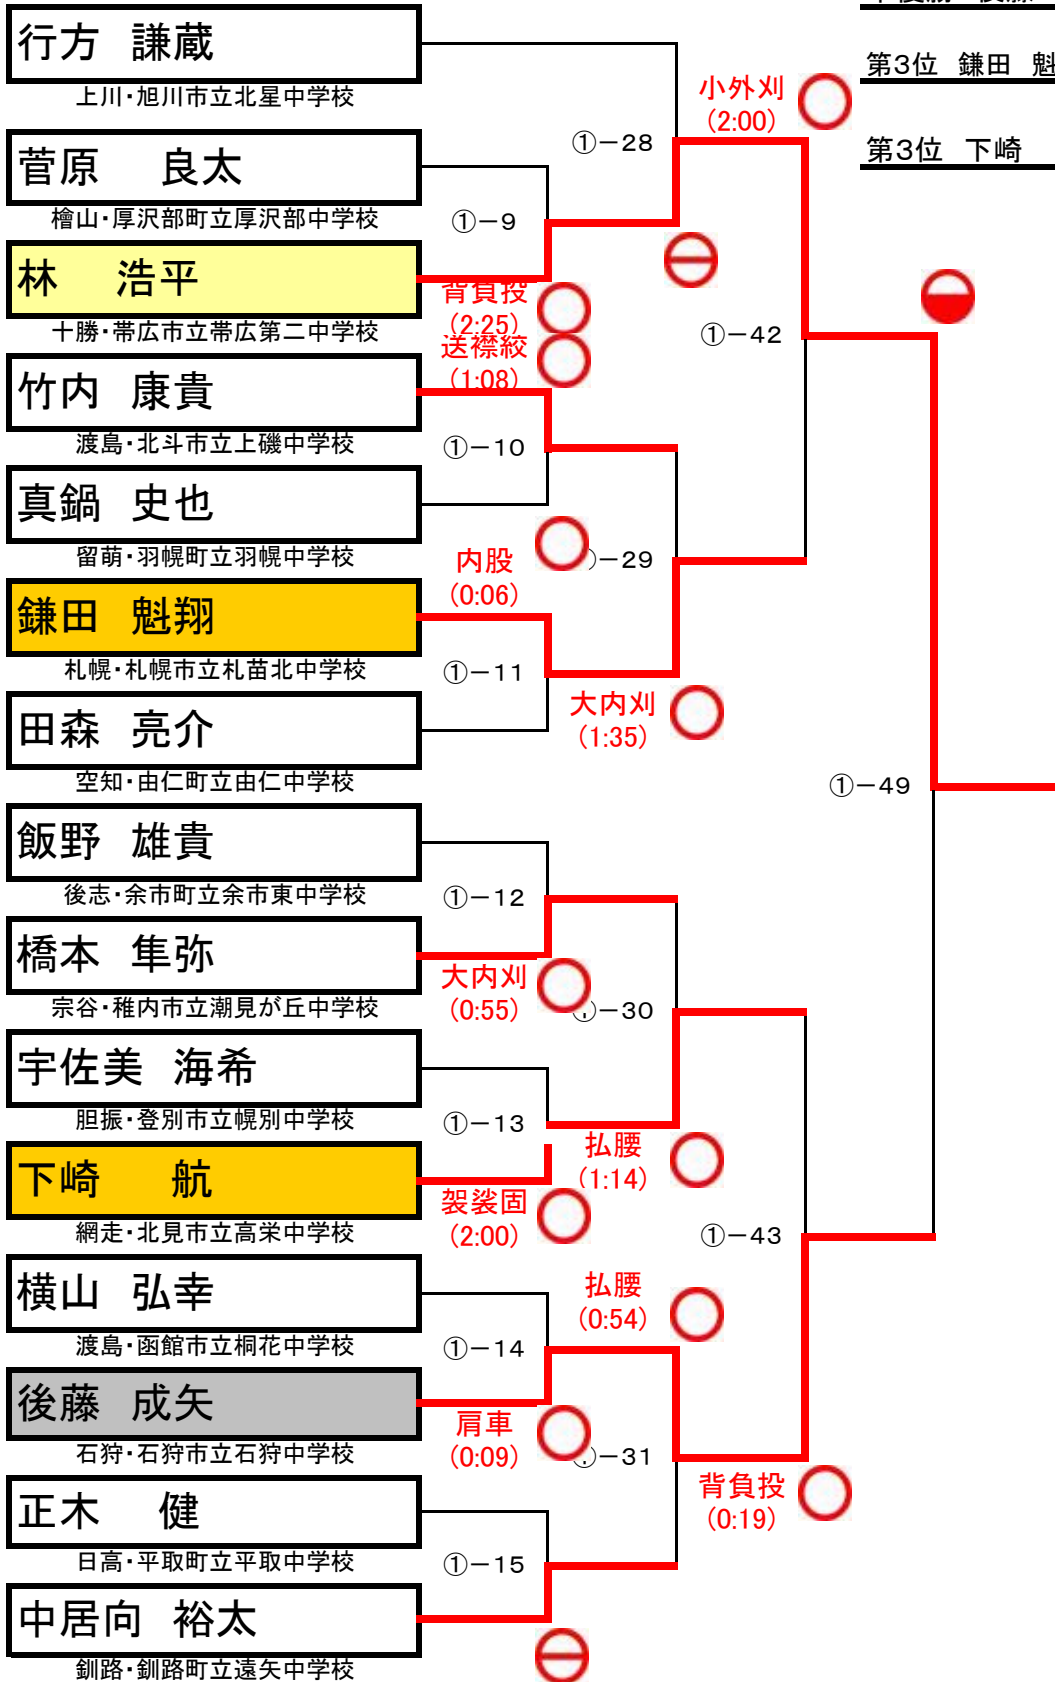 第3位 鎌田 魁
第3位 下崎
行方 謙蔵
上川・旭川市立北星中学校
小外刈
(2:00)
①－28
菅原 良太
檜山・厚沢部町立厚沢部中学校
①－9
林 浩平
十勝・帯広市立帯広第二中学校
背負投
(2:25)
送襟絞
(1:08)
①－42
竹内 康貴
渡島・北斗市立上磯中学校
①－10
真鍋 史也
留萌・羽幌町立羽幌中学校
内股
(0:06)
－29
鎌田 魁翔
札幌・札幌市立札苗北中学校
①－11
大内刈
(1:35)
田森 亮介
空知・由仁町立由仁中学校
①－49
飯野 雄貴
後志・余市町立余市東中学校
①－12
橋本 隼弥
宗谷・稚内市立潮見が丘中学校
大内刈
(0:55)
①－30
宇佐美 海希
胆振・登別市立幌別中学校
①－13
払腰
(1:14)
下崎 航
網走・北見市立高栄中学校
袈裟固
(2:00)
①－43
横山 弘幸
渡島・函館市立桐花中学校
払腰
(0:54)
①－14
後藤 成矢
石狩・石狩市立石狩中学校
肩車
(0:09)
①－31
背負投
(0:19)
正木 健
日高・平取町立平取中学校
①－15
中居向 裕太
釧路・釧路町立遠矢中学校